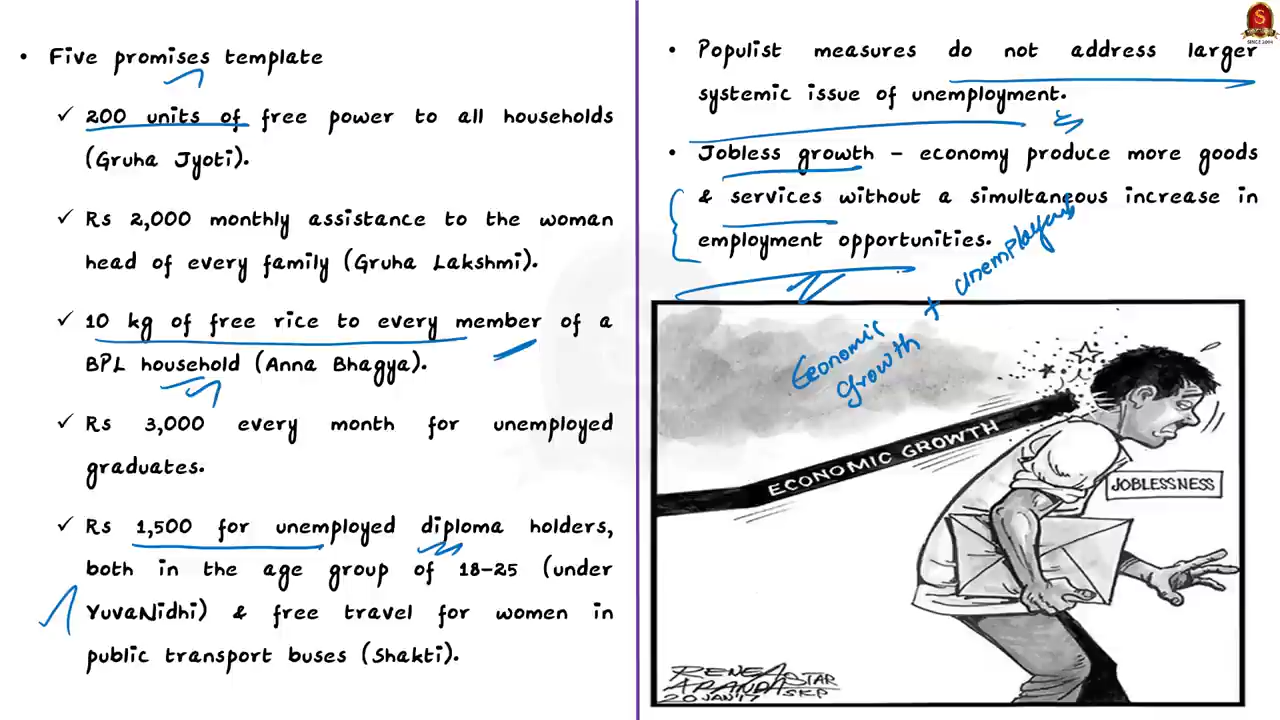 • Five promises template
✓ 200 units of free power to all households
(Gruha Jyoti).
✓ Rs 2,000 monthly assistance to the woman
head of every family (Gruha Lakshmi).
✓ 10 kg of free rice to every member of a
BPL household (Anna Bhagya).
✓ Rs 3,000 every month for unemployed
graduates.
✓ Rs 1,500 for unemployed diploma holders,
both in the age group of 18-25 (under
YuvaNidhi) & free travel for women in
public transport buses (Shakti).
• Populist measures do not address larger
systemic issue of unemployment.
• Jobless growth – economy produce more goods
& services without a simultaneous increase in
employment opportunities.
Economic
growth
+
ECONOMIC GROWTH
JOBLESSNESS
STAR
SKP
20 JAN '17
S
SINCE 2004